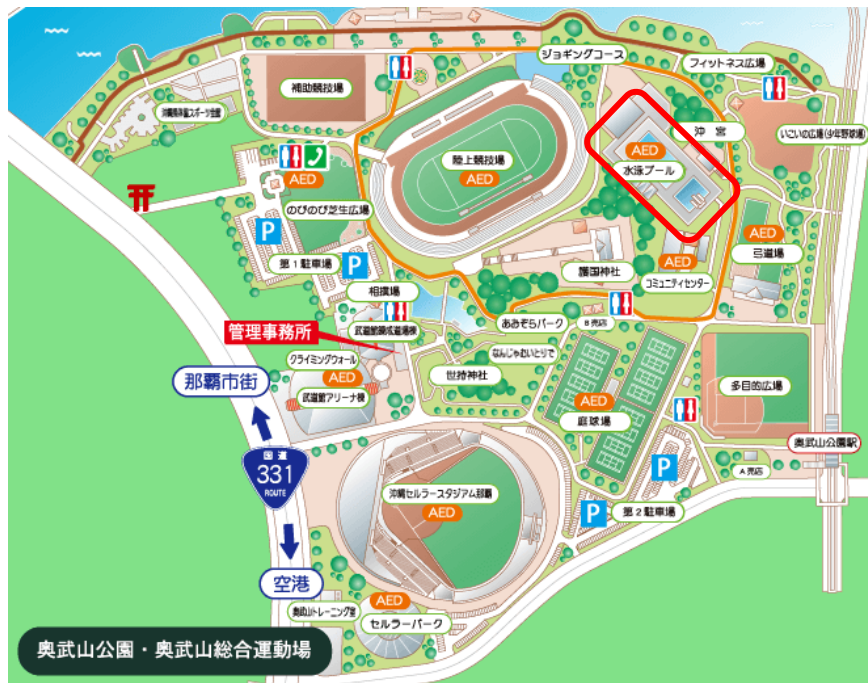 ジョギングコース
フィットネス広場
補助競技場
沖縄県体協スポーツ会館
沖宮
いこいの広場(少年野球場)
AED
水泳プール
陸上競技場
AED
AED
のびのび芝生広場
P
AED
弓道場
第1駐車場
P
護国神社
AED
コミュニティセンター
相撲場
管理事務所
武道館錬成道場棟
あみぞらパーク
B売店
なんじゃむいとりで
クライミングウォール
AED
武道館アリーナ棟
世持神社
多目的広場
那覇市街
AED
庭球場
奥武山公園駅
国道
331
ROUTE
P
A売店
沖縄セルラースタジアム那覇
AED
P
第2駐車場
空港
奥武山トレーニング室
AED
セルラーパーク
奥武山公園・奥武山総合運動場